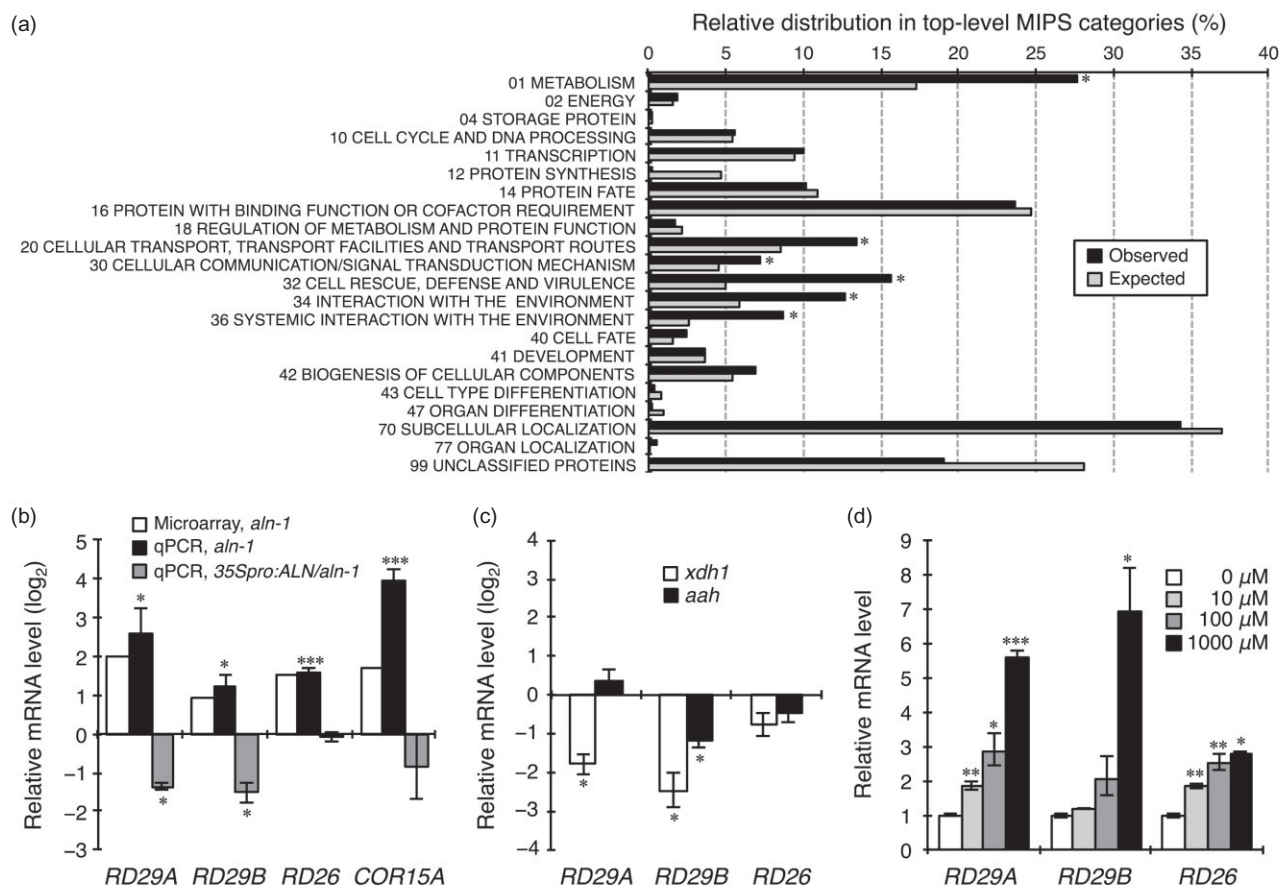 (a)
Relative distribution in top-level MIPS categories (%)
0 5 10 15 20 25 30 35 40
01 METABOLISM *
02 ENERGY
04 STORAGE PROTEIN
10 CELL CYCLE AND DNA PROCESSING
11 TRANSCRIPTION
12 PROTEIN SYNTHESIS
14 PROTEIN FATE
16 PROTEIN WITH BINDING FUNCTION OR COFACTOR REQUIREMENT
18 REGULATION OF METABOLISM AND PROTEIN FUNCTION
20 CELLULAR TRANSPORT, TRANSPORT FACILITIES AND TRANSPORT ROUTES *
30 CELLULAR COMMUNICATION/SIGNAL TRANSDUCTION MECHANISM *
32 CELL RESCUE, DEFENSE AND VIRULENCE *
34 INTERACTION WITH THE ENVIRONMENT *
36 SYSTEMIC INTERACTION WITH THE ENVIRONMENT *
40 CELL FATE
41 DEVELOPMENT
42 BIOGENESIS OF CELLULAR COMPONENTS
43 CELL TYPE DIFFERENTIATION
47 ORGAN DIFFERENTIATION
70 SUBCELLULAR LOCALIZATION
77 ORGAN LOCALIZATION
99 UNCLASSIFIED PROTEINS
Observed
Expected
(b)
Microarray, aln-1
qPCR, aln-1
qPCR, 35Spro:ALN/aln-1
Relative mRNA level (log2)
5
4
3
2
1
0
−1
−2
−3
* * *** ***
* *
RD29A RD29B RD26 COR15A
(c)
xdh1
aah
Relative mRNA level (log2)
4
3
2
1
0
−1
−2
−3
−4
* * *
RD29A RD29B RD26
(d)
0 µM
10 µM
100 µM
1000 µM
Relative mRNA level
9
8
7
6
5
4
3
2
1
0
** * *** * ** ** *
RD29A RD29B RD26